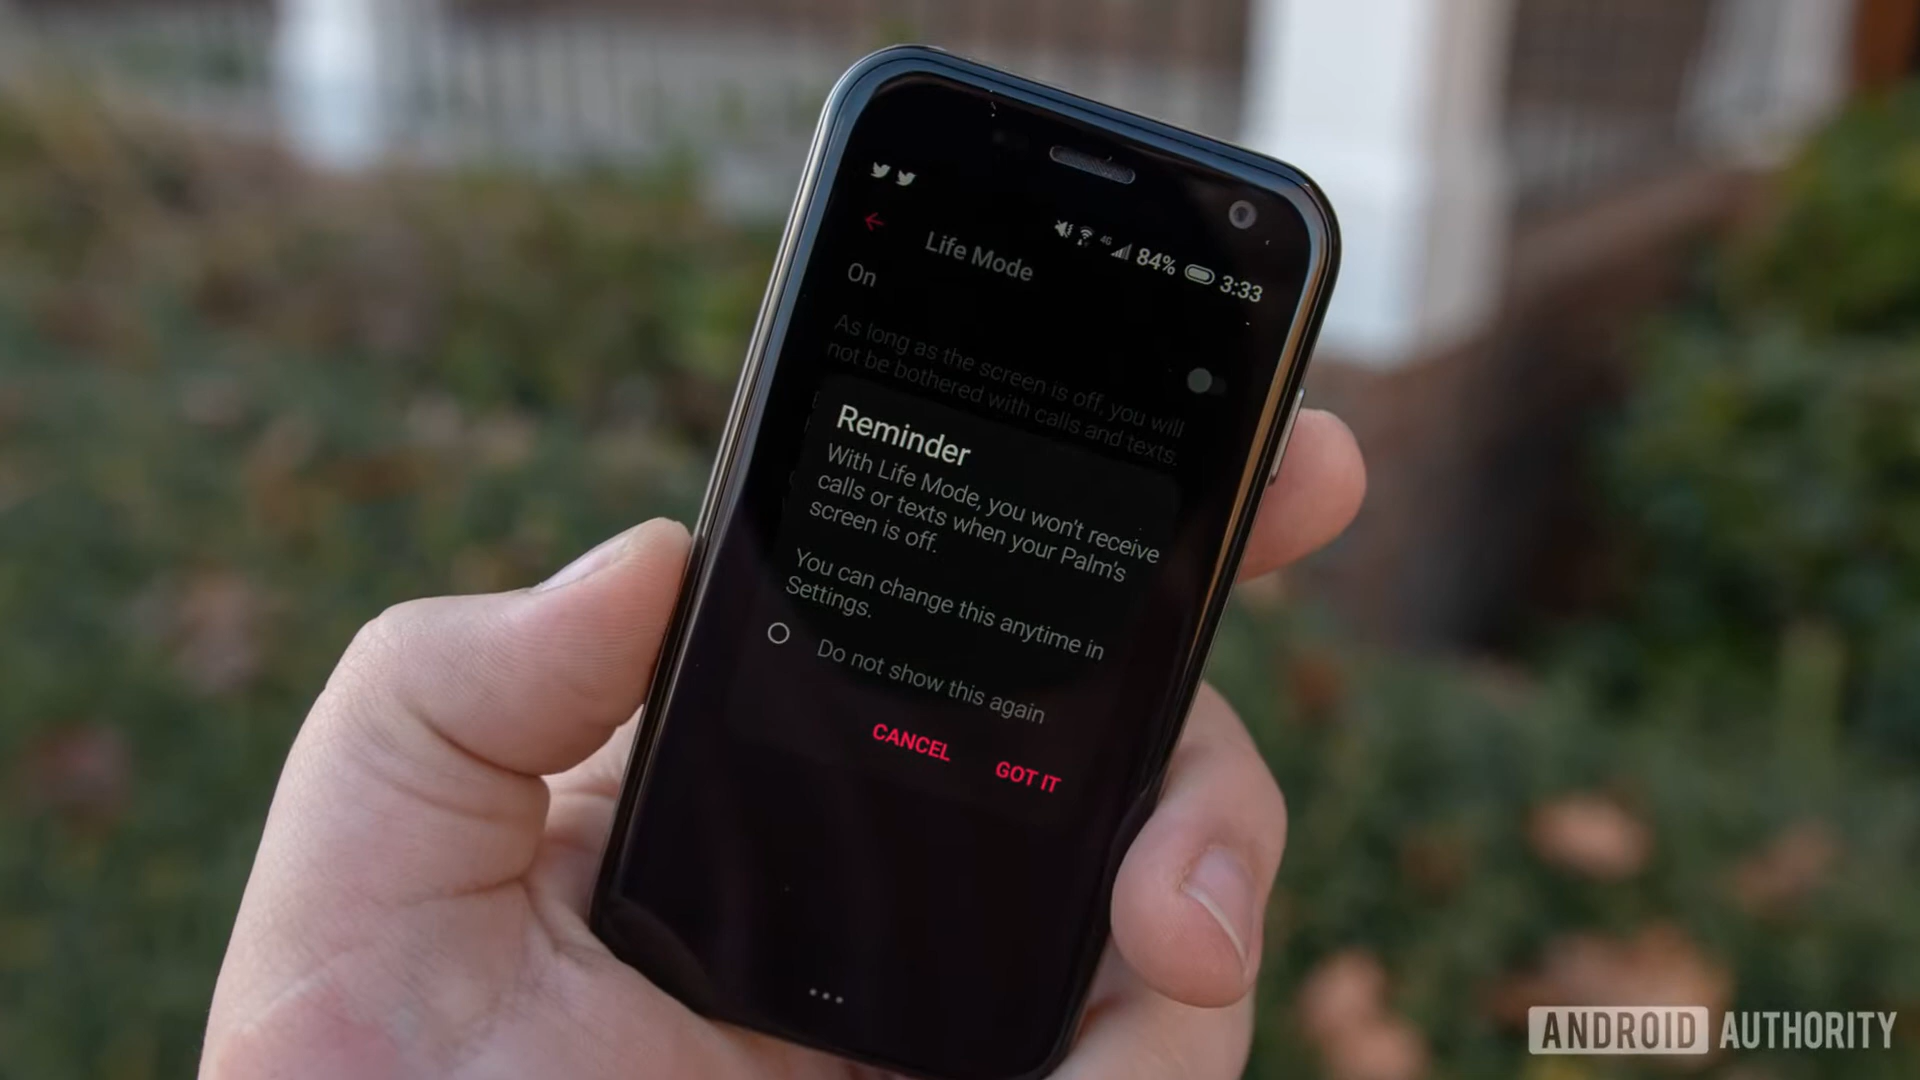 4G 84% 3:33
Life Mode
On
As long as the screen is off, you will
not be bothered with calls and texts.
Reminder
With Life Mode, you won't receive
calls or texts when your Palm's
screen is off.
You can change this anytime in
Settings.
Do not show this again
CANCEL
GOT IT
ANDROID AUTHORITY